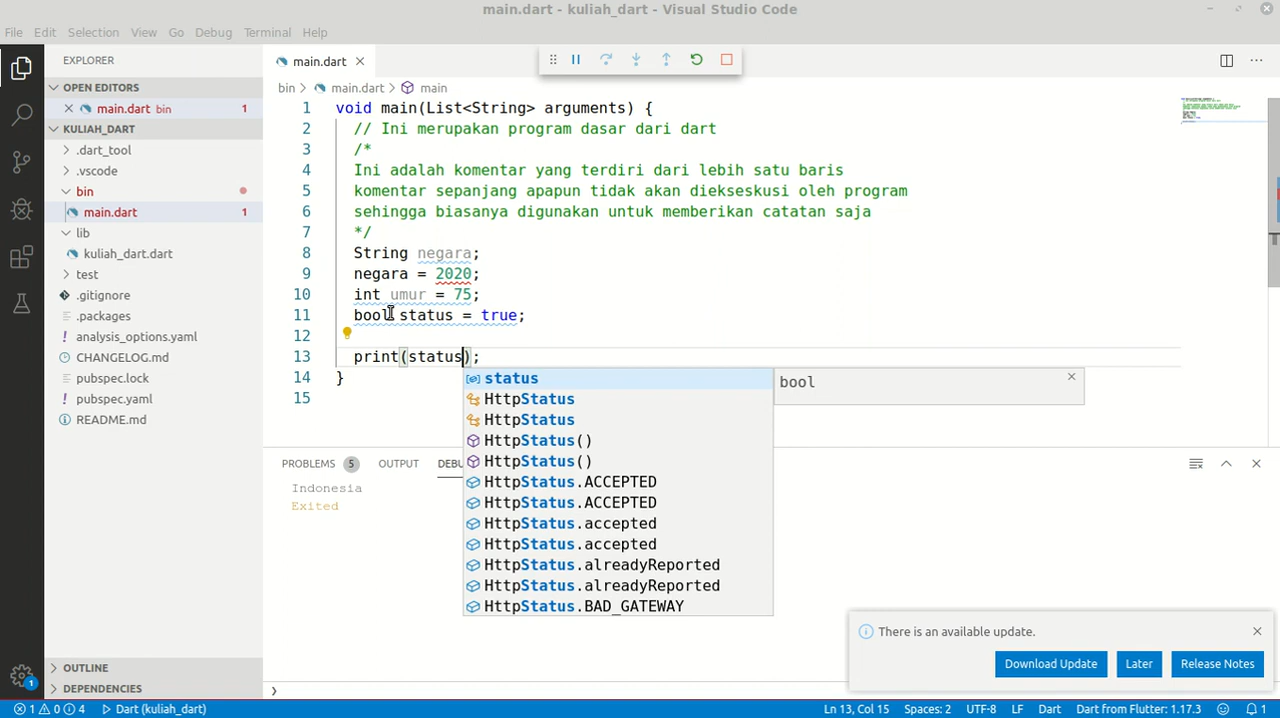 main.dart - kuliah_dart - Visual Studio Code
File Edit Selection View Go Debug Terminal Help
EXPLORER
main.dart
OPEN EDITORS
bin > main.dart > main
main.dart bin 1
1 void main(List<String> arguments) {
KULIAH_DART
2 // Ini merupakan program dasar dari dart
.dart_tool
3 /*
.vscode
4 Ini adalah komentar yang terdiri dari lebih satu baris
bin
5 komentar sepanjang apapun tidak akan diekseskusi oleh program
main.dart 1
6 sehingga biasanya digunakan untuk memberikan catatan saja
lib
7 */
kuliah_dart.dart
8 String negara;
test
9 negara = 2020;
.gitignore
10 int umur = 75;
.packages
11 bool status = true;
analysis_options.yaml
12
CHANGELOG.md
13 print(status);
pubspec.lock
14 }
status
bool
pubspec.yaml
15
HttpStatus
README.md
HttpStatus
HttpStatus()
HttpStatus()
PROBLEMS 5 OUTPUT DEBU
HttpStatus.ACCEPTED
Indonesia
HttpStatus.ACCEPTED
Exited
HttpStatus.accepted
HttpStatus.accepted
HttpStatus.alreadyReported
HttpStatus.alreadyReported
HttpStatus.BAD_GATEWAY
There is an available update.
Download Update Later Release Notes
OUTLINE
DEPENDENCIES
1
1 0 4 Dart (kuliah_dart) Ln 13, Col 15 Spaces: 2 UTF-8 LF Dart Dart from Flutter: 1.17.3 1